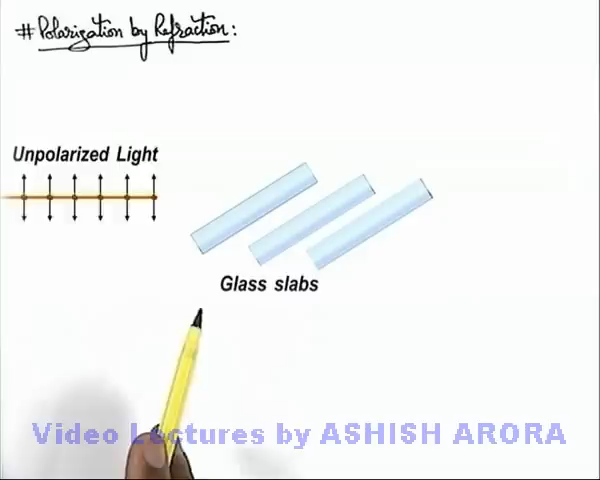 # Polarization by Refraction:
Unpolarized Light
Glass slabs
Video Lectures by ASHISH ARORA